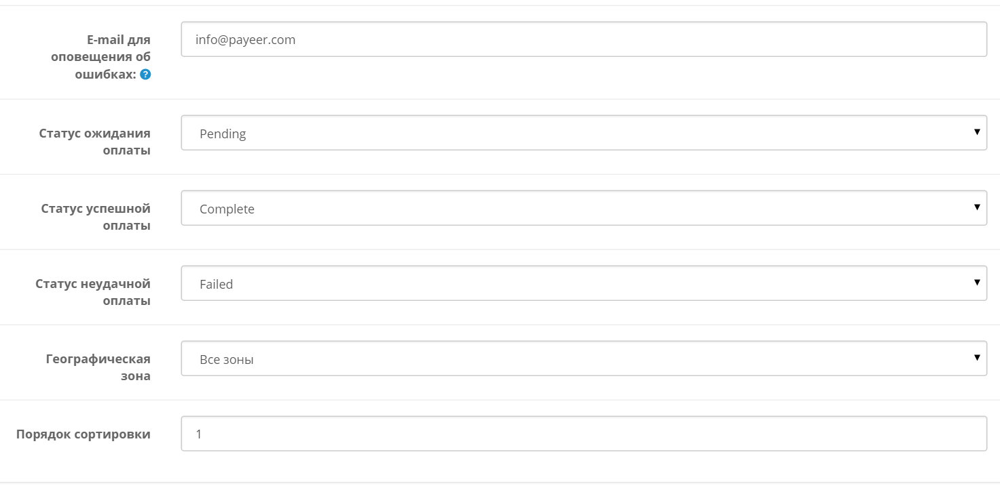 E-mail для
оповещения об
ошибках: ?
info@payeer.com
Статус ожидания
оплаты
Pending
Статус успешной
оплаты
Complete
Статус неудачной
оплаты
Failed
Географическая
зона
Все зоны
Порядок сортировки
1